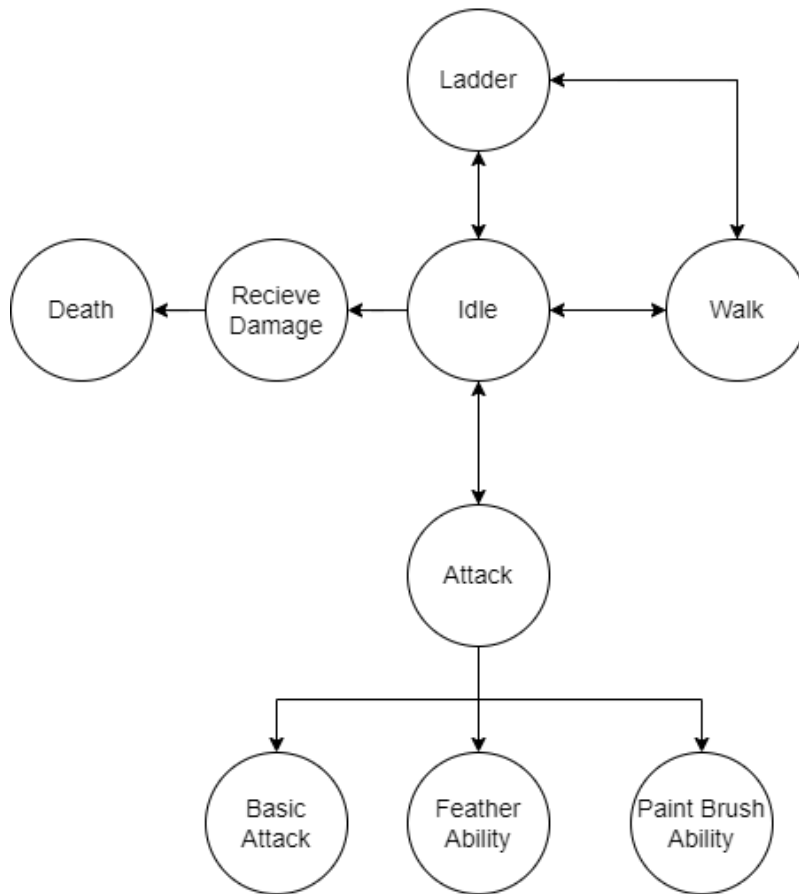 Ladder
Death
Recieve
Damage
Idle
Walk
Attack
Basic
Attack
Feather
Ability
Paint Brush
Ability